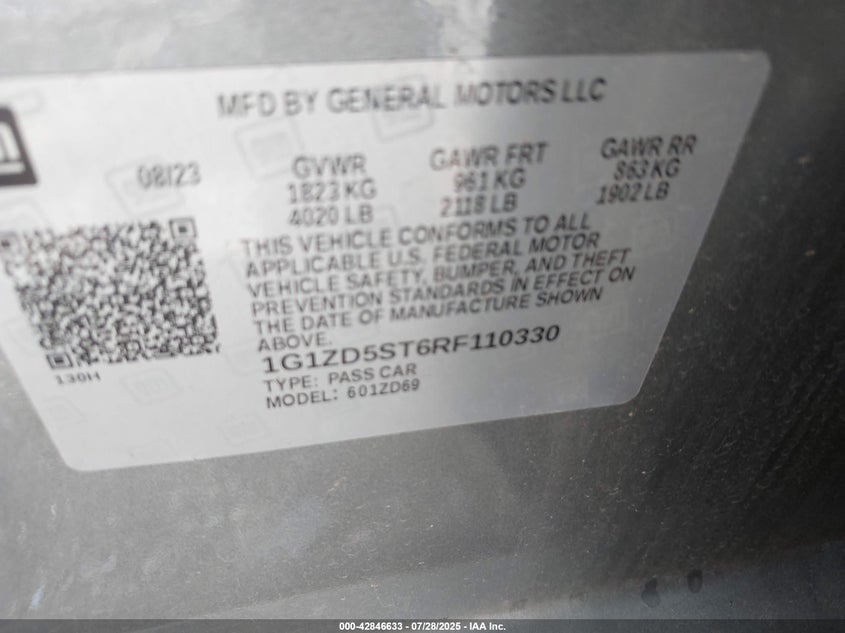 MFD BY GENERAL MOTORS LLC
08/23
GVWR
1823 KG
4020 LB
GAWR FRT
961 KG
2118 LB
GAWR RR
863 KG
1902 LB
THIS VEHICLE CONFORMS TO ALL
APPLICABLE U.S. FEDERAL MOTOR
VEHICLE SAFETY, BUMPER, AND THEFT
PREVENTION STANDARDS IN EFFECT ON
THE DATE OF MANUFACTURE SHOWN
ABOVE.
1G1ZD5ST6RF110330
TYPE: PASS CAR
MODEL: 601ZD69
130H
000-42846633 - 07/28/2025 - IAA Inc.